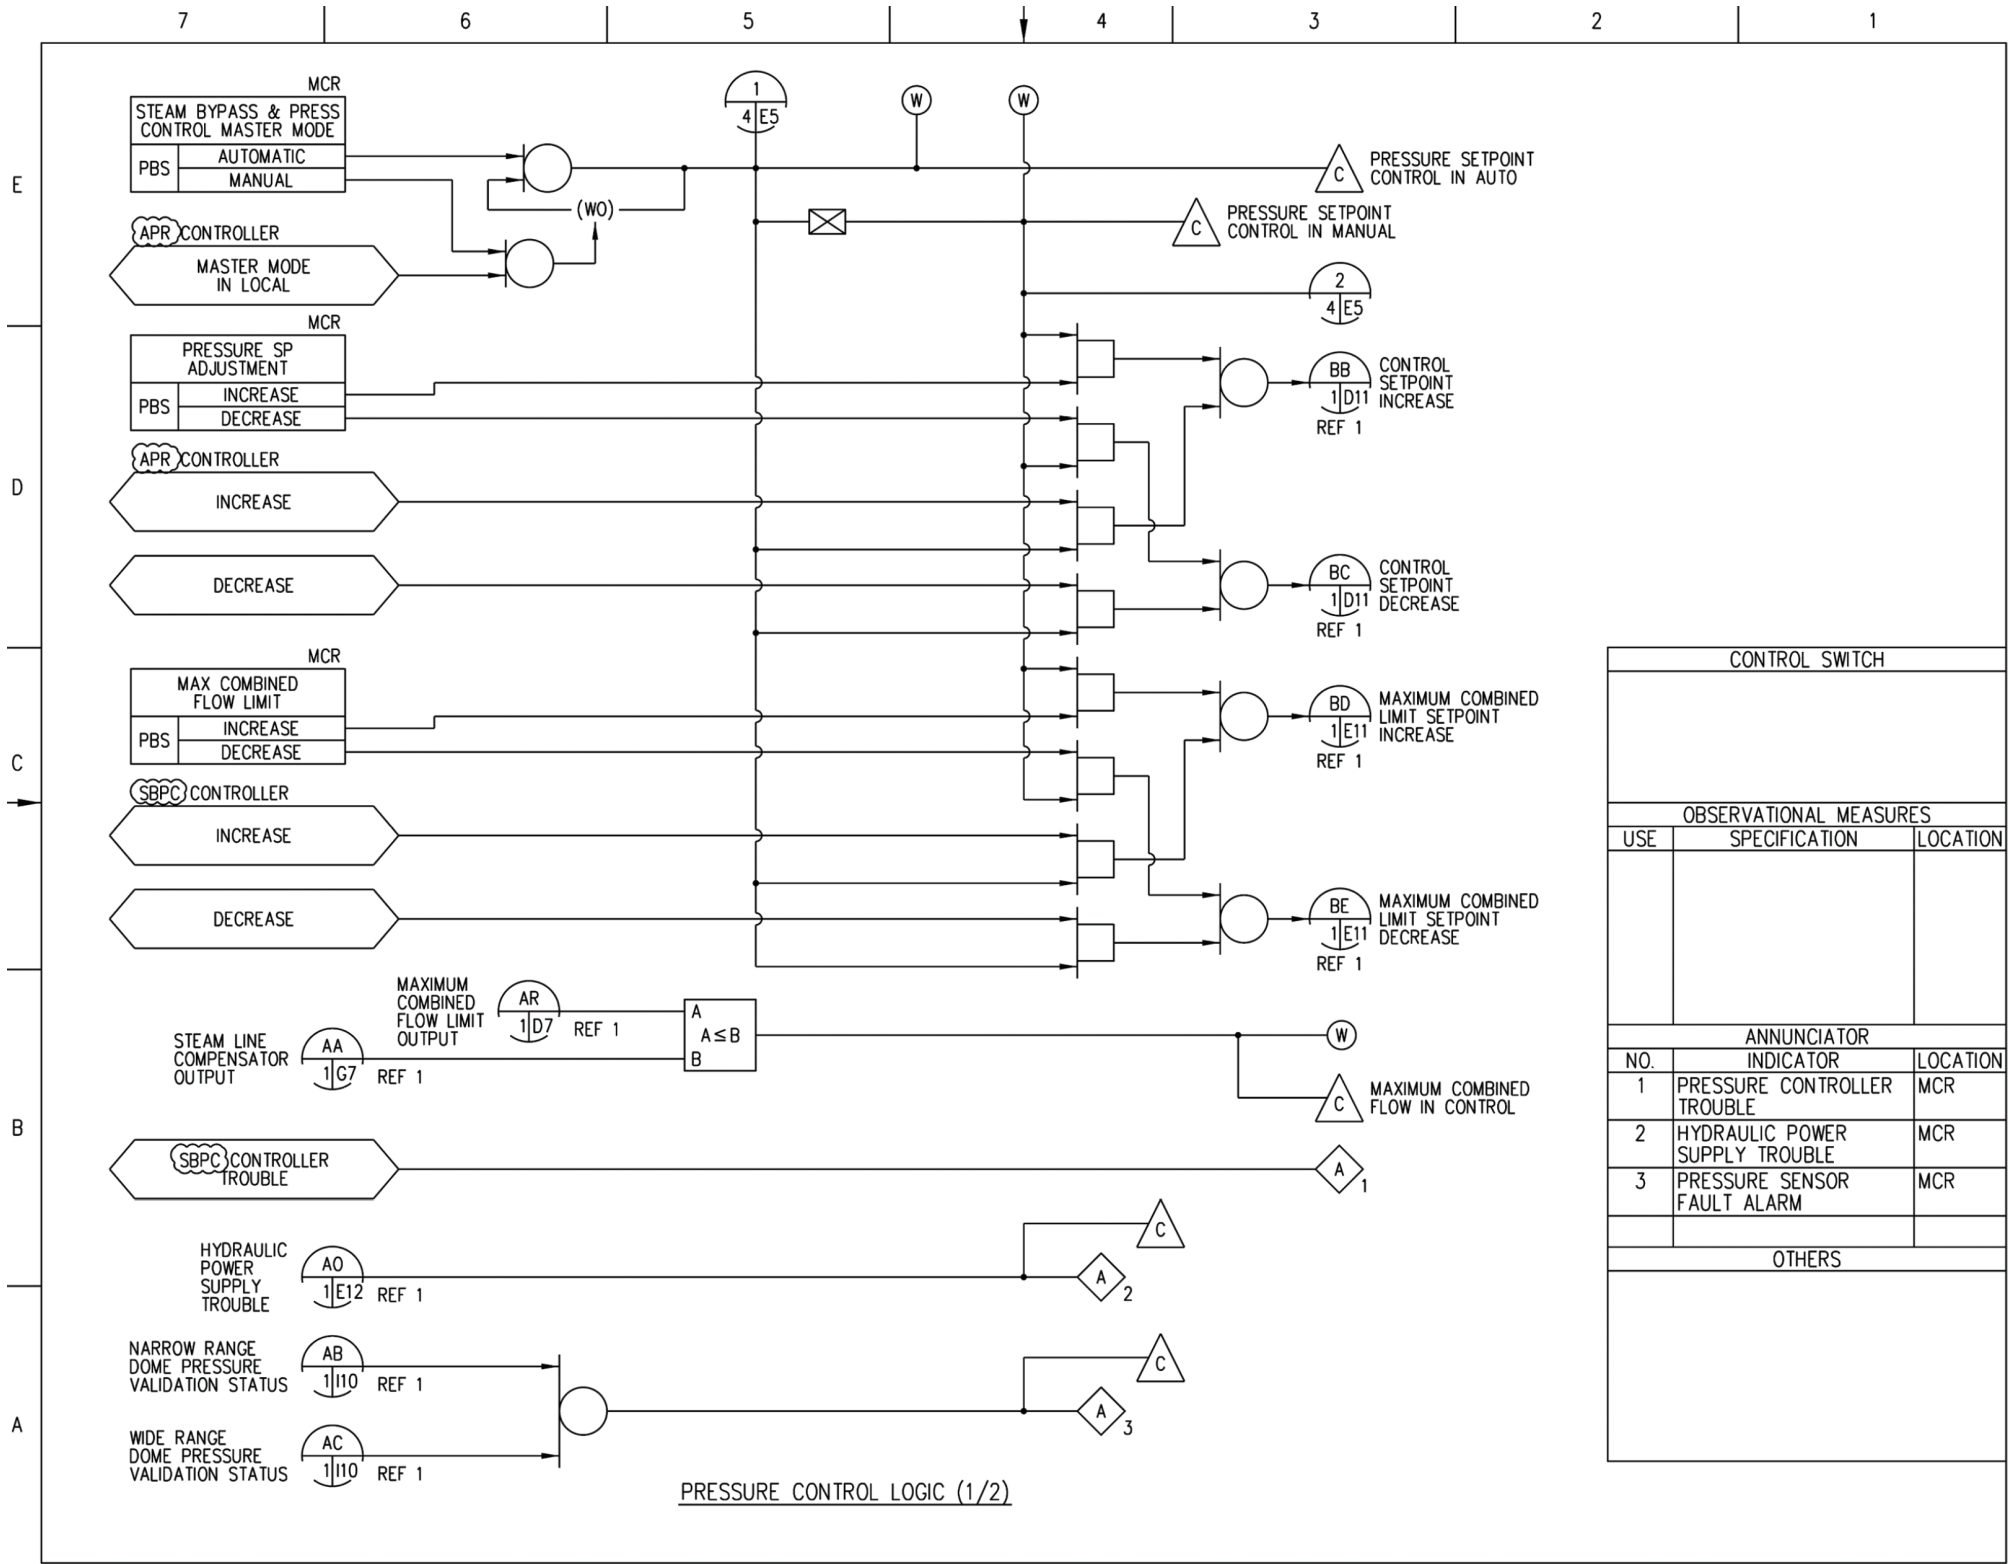 7 6 5 4 3 2 1
E
D
C
B
A
MCR
STEAM BYPASS & PRESS
CONTROL MASTER MODE
PBS
AUTOMATIC
MANUAL
APR CONTROLLER
MASTER MODE
IN LOCAL
(WO)
1
4 E5
W
W
C
PRESSURE SETPOINT
CONTROL IN AUTO
C
PRESSURE SETPOINT
CONTROL IN MANUAL
2
4 E5
MCR
PRESSURE SP
ADJUSTMENT
PBS
INCREASE
DECREASE
APR CONTROLLER
INCREASE
DECREASE
BB
1 D11
REF 1
CONTROL
SETPOINT
INCREASE
BC
1 D11
REF 1
CONTROL
SETPOINT
DECREASE
MCR
MAX COMBINED
FLOW LIMIT
PBS
INCREASE
DECREASE
SBPC CONTROLLER
INCREASE
DECREASE
BD
1 E11
REF 1
MAXIMUM COMBINED
LIMIT SETPOINT
INCREASE
BE
1 E11
REF 1
MAXIMUM COMBINED
LIMIT SETPOINT
DECREASE
MAXIMUM
COMBINED
FLOW LIMIT
OUTPUT
AR
1 D7
REF 1
STEAM LINE
COMPENSATOR
OUTPUT
AA
1 G7
REF 1
A
A≤B
B
W
C
MAXIMUM COMBINED
FLOW IN CONTROL
SBPC CONTROLLER
TROUBLE
A
1
HYDRAULIC
POWER
SUPPLY
TROUBLE
AO
1 E12
REF 1
C
A
2
NARROW RANGE
DOME PRESSURE
VALIDATION STATUS
AB
1 I10
REF 1
WIDE RANGE
DOME PRESSURE
VALIDATION STATUS
AC
1 I10
REF 1
C
A
3
PRESSURE CONTROL LOGIC (1/2)
CONTROL SWITCH
OBSERVATIONAL MEASURES
USE SPECIFICATION LOCATION
ANNUNCIATOR
NO. INDICATOR LOCATION
1 PRESSURE CONTROLLER MCR
TROUBLE
2 HYDRAULIC POWER MCR
SUPPLY TROUBLE
3 PRESSURE SENSOR MCR
FAULT ALARM
OTHERS